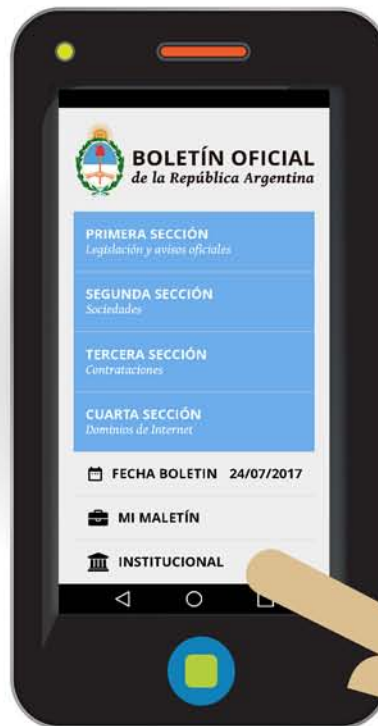 BOLETÍN OFICIAL
de la República Argentina
PRIMERA SECCIÓN
Legislación y avisos oficiales
SEGUNDA SECCIÓN
Sociedades
TERCERA SECCIÓN
Contrataciones
CUARTA SECCIÓN
Dominios de Internet
FECHA BOLETIN 24/07/2017
MI MALETÍN
INSTITUCIONAL